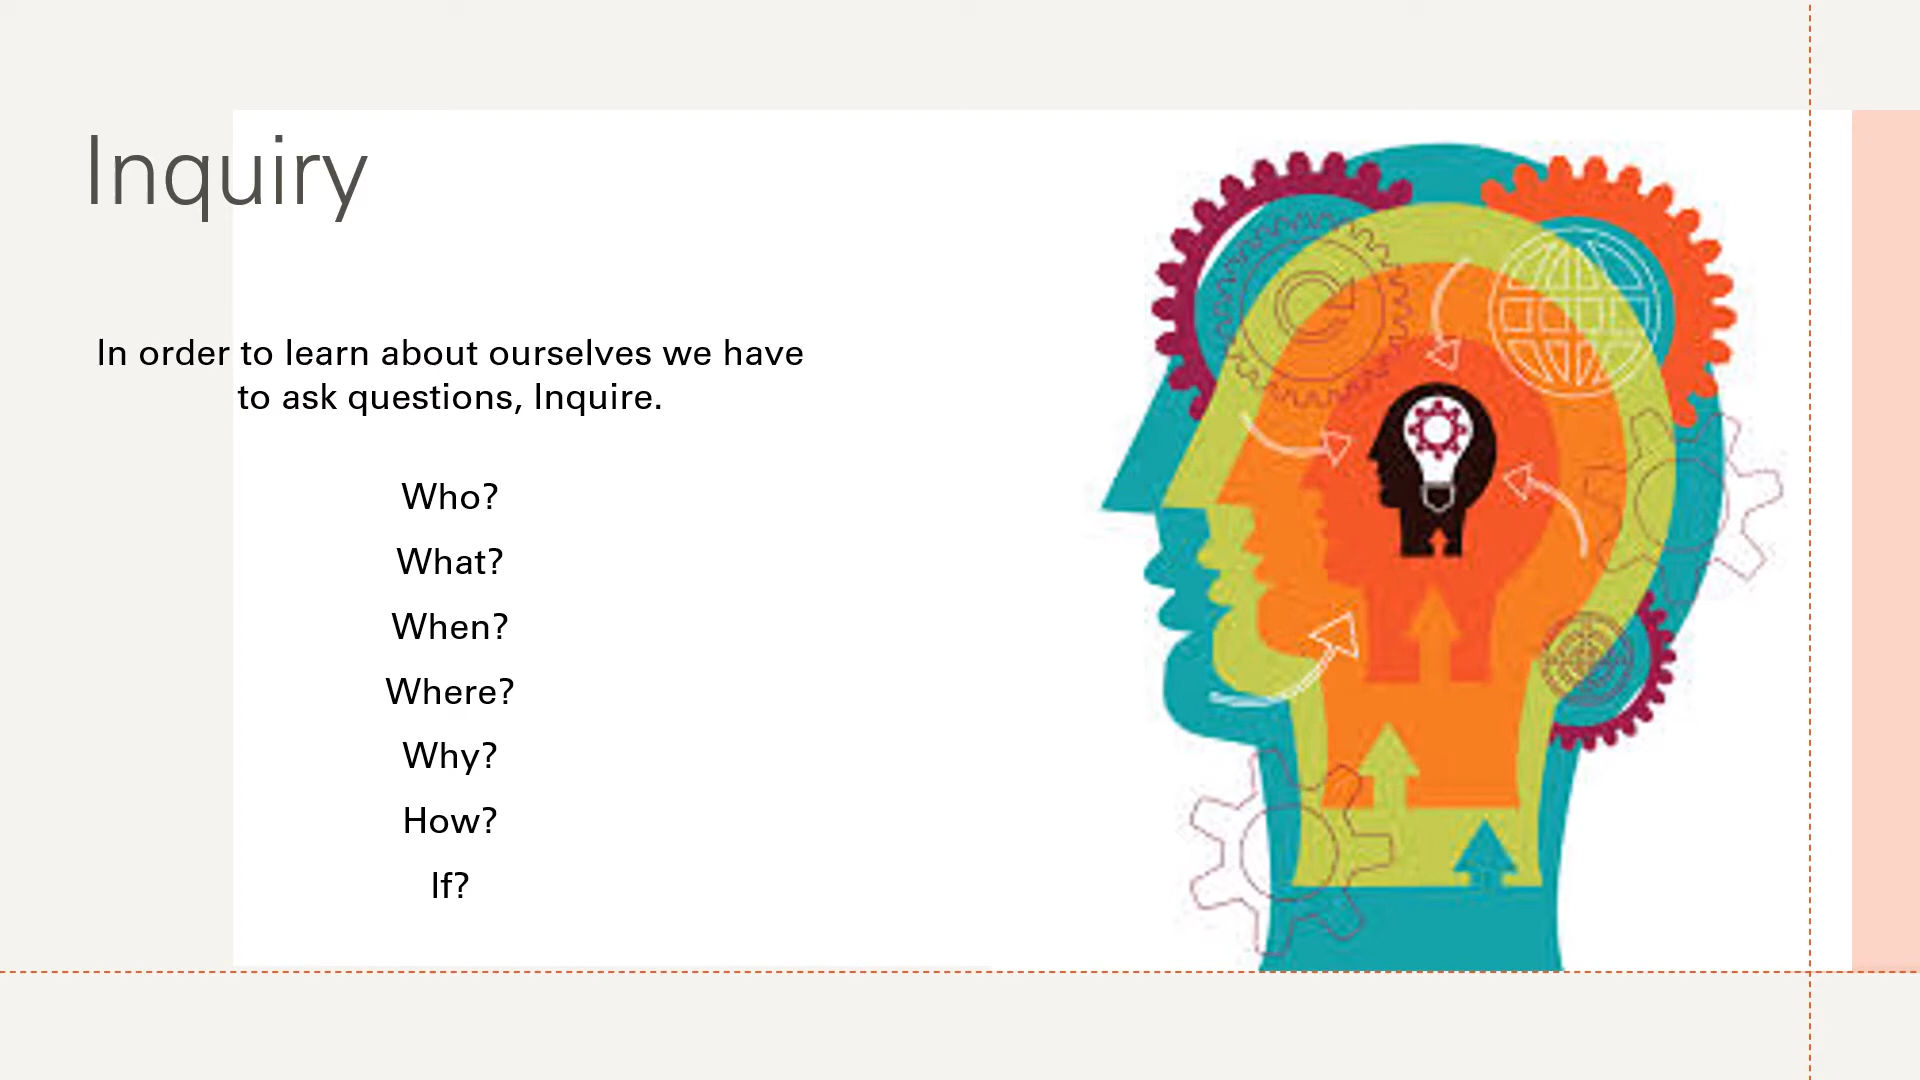 Inquiry
In order to learn about ourselves we have
to ask questions, Inquire.
Who?
What?
When?
Where?
Why?
How?
If?